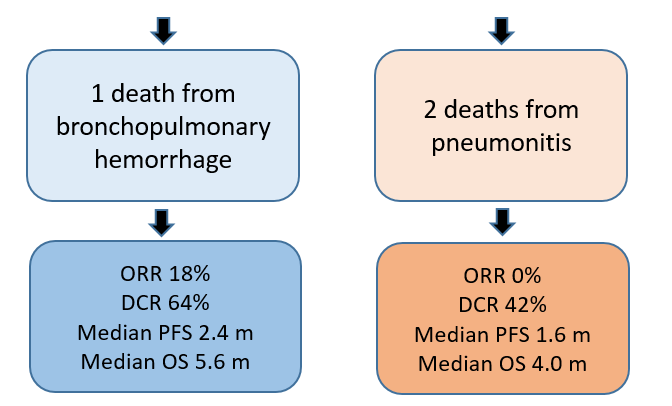 1 death from
bronchopulmonary
hemorrhage
2 deaths from
pneumonitis
ORR 18%
DCR 64%
Median PFS 2.4 m
Median OS 5.6 m
ORR 0%
DCR 42%
Median PFS 1.6 m
Median OS 4.0 m